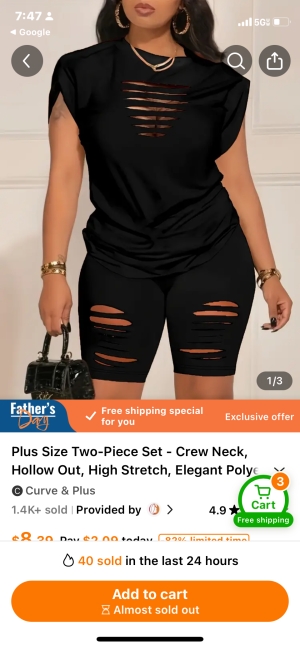 7:47
5G
Google
1/3
Father's
Day
Free shipping special
for you
Exclusive offer
Plus Size Two-Piece Set - Crew Neck,
Hollow Out, High Stretch, Elegant Polye
Curve & Plus
1.4K+ sold
Provided by
4.9
3
Cart
Free shipping
$8.39 Pay $2.09 today
82% limited time
40 sold in the last 24 hours
Add to cart
Almost sold out